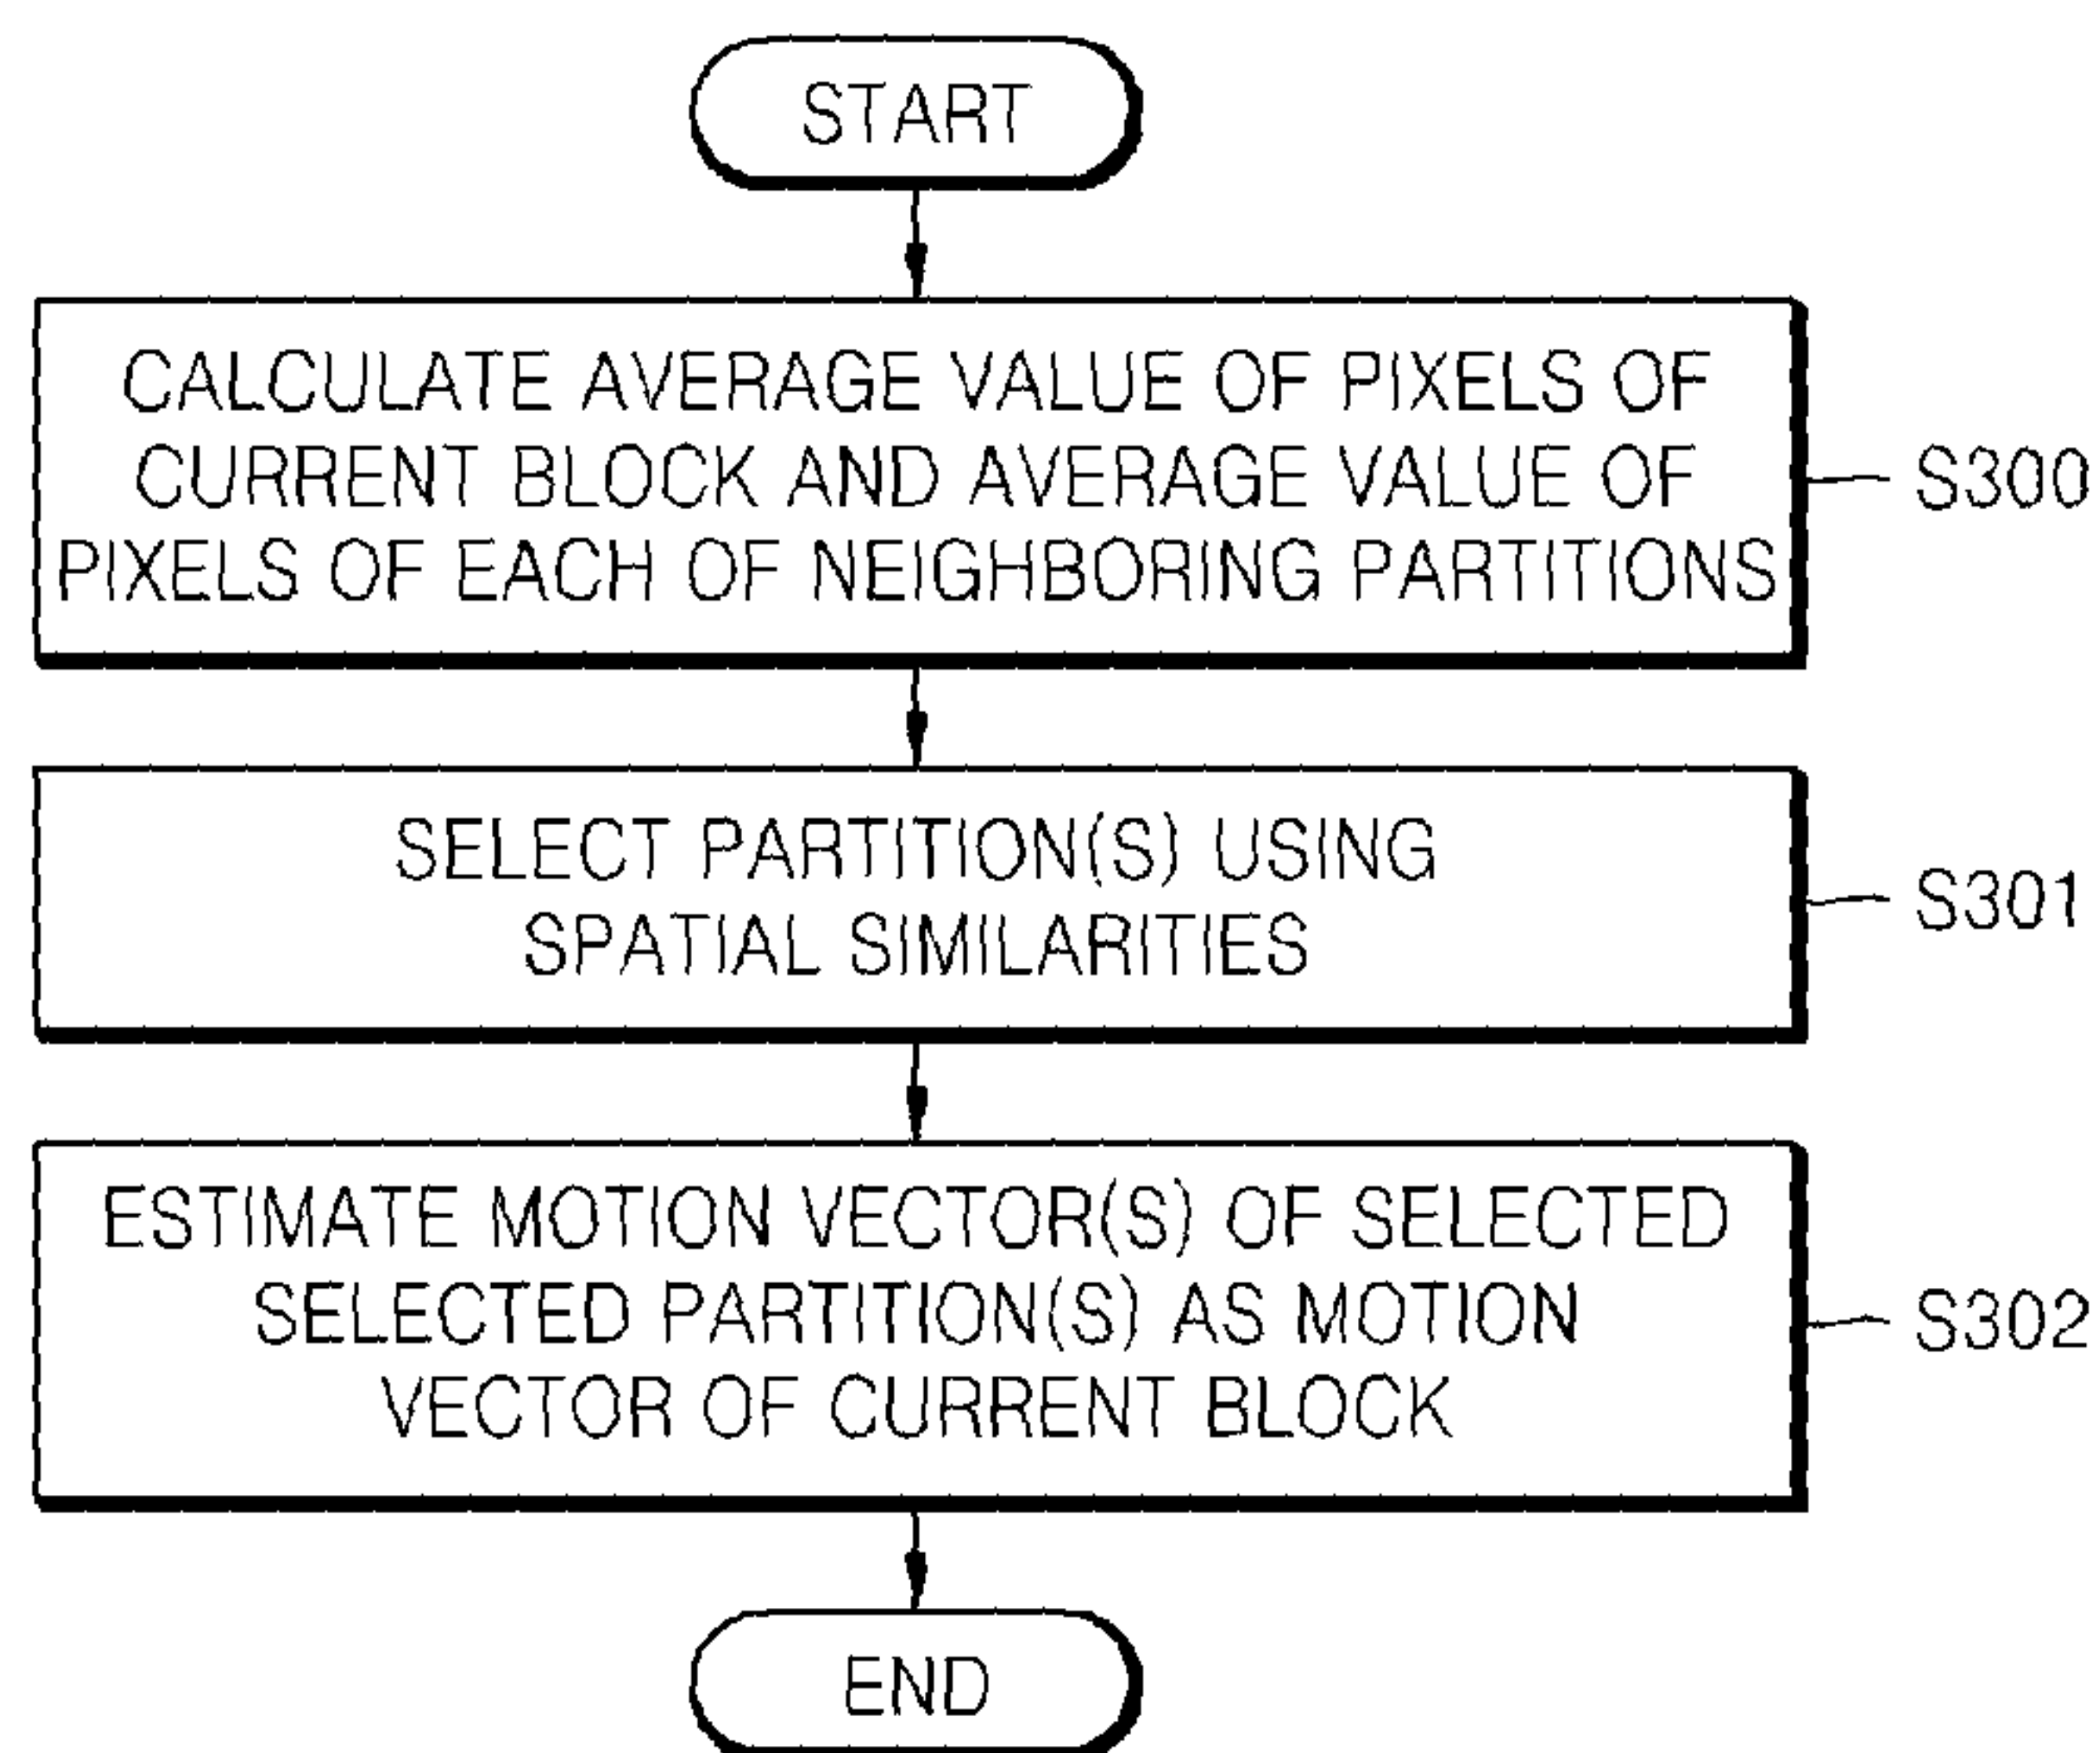 START
CALCULATE AVERAGE VALUE OF PIXELS OF
CURRENT BLOCK AND AVERAGE VALUE OF
PIXELS OF EACH OF NEIGHBORING PARTITIONS
S300
SELECT PARTITION(S) USING
SPATIAL SIMILARITIES
S301
ESTIMATE MOTION VECTOR(S) OF SELECTED
SELECTED PARTITION(S) AS MOTION
VECTOR OF CURRENT BLOCK
S302
END